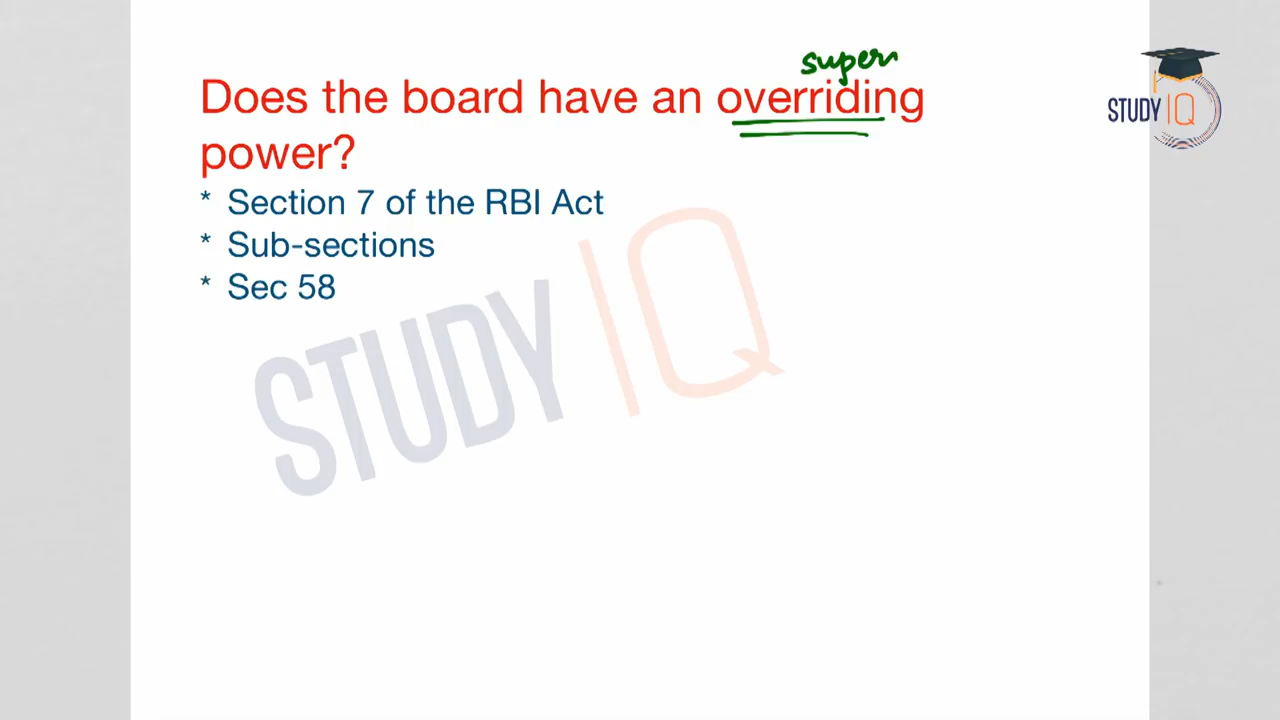 super
Does the board have an overriding
power?
* Section 7 of the RBI Act
* Sub-sections
* Sec 58
STUDY IQ
STUDY IQ